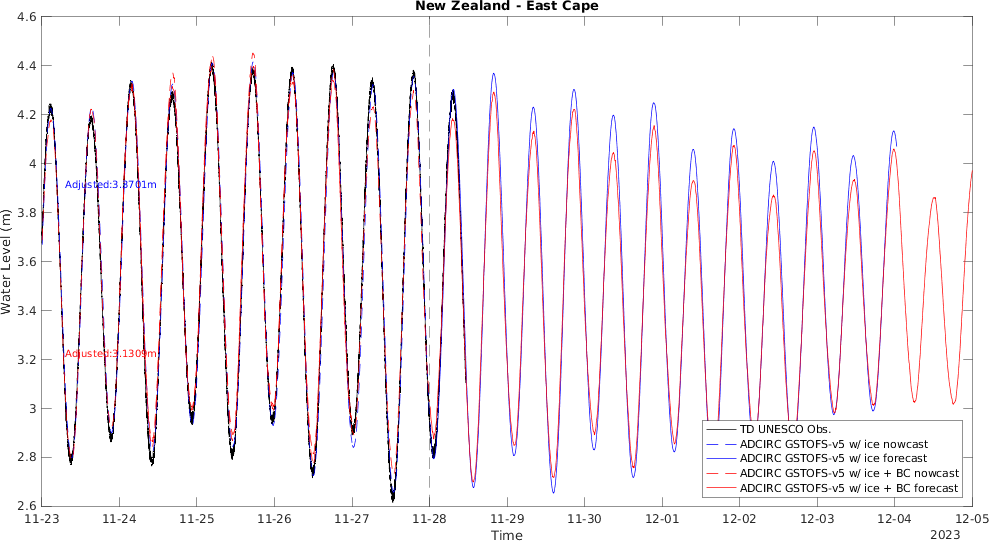 New Zealand - East Cape
4.6
4.4
4.2
4
3.8
3.6
3.4
3.2
3
2.8
2.6
Water Level (m)
Adjusted:3.3701m
Adjusted:3.1309m
TD UNESCO Obs.
ADCIRC GSTOFS-v5 w/ ice nowcast
ADCIRC GSTOFS-v5 w/ ice forecast
ADCIRC GSTOFS-v5 w/ ice + BC nowcast
ADCIRC GSTOFS-v5 w/ ice + BC forecast
11-23 11-24 11-25 11-26 11-27 11-28 11-29 11-30 12-01 12-02 12-03 12-04 12-05
Time
2023